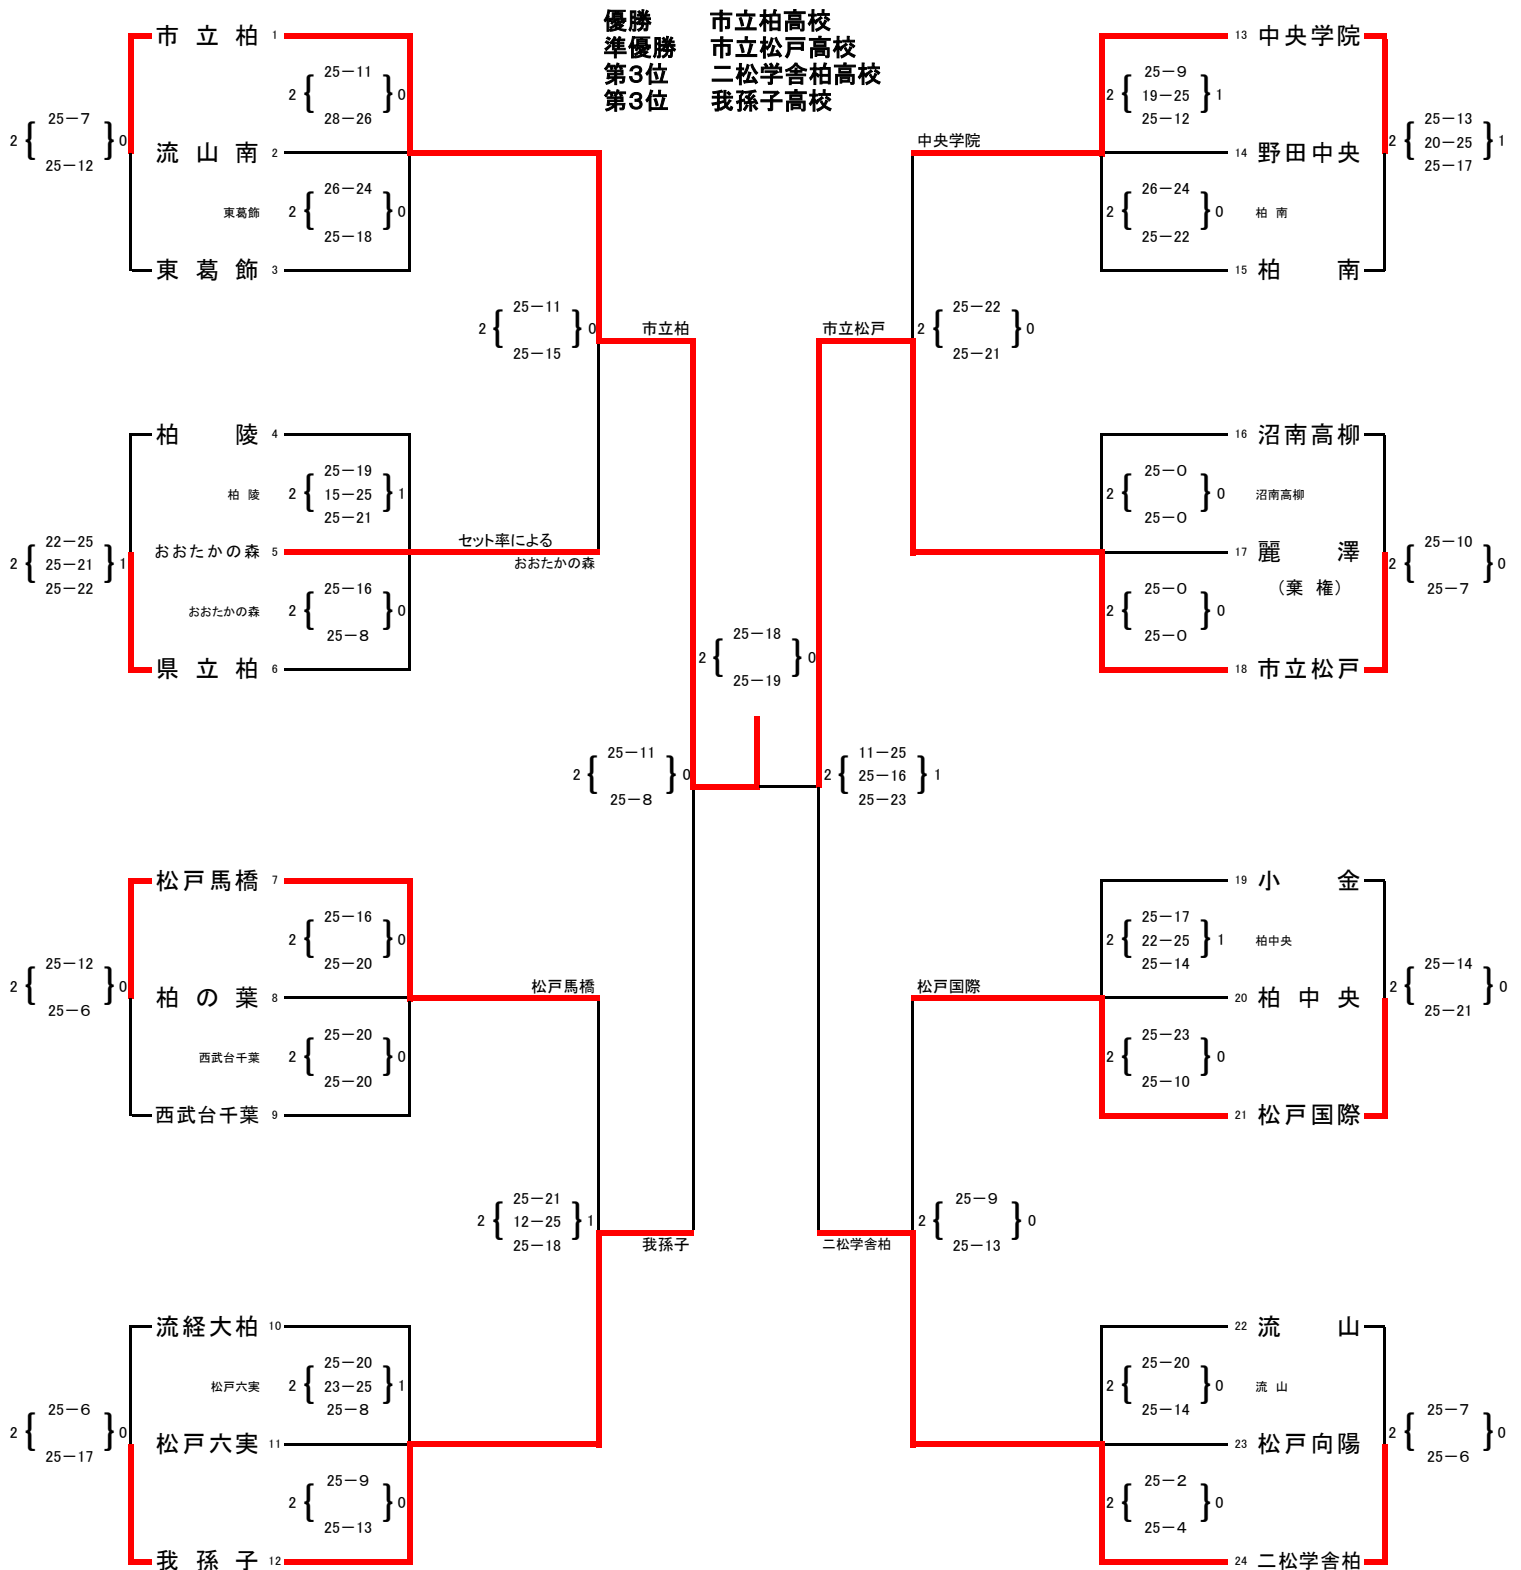 優勝 市立柏高校
準優勝 市立松戸高校
第3位 二松学舎柏高校
第3位 我孫子高校
市立柏 1
2 { 25－11 28－26 } 0
2 { 25－7 25－12 } 0
流山南 2
東葛飾 2 { 26－24 25－18 } 0
東葛飾 3
2 { 25－11 25－15 } 0
市立柏
柏陵 4
柏陵 2 { 25－19 15－25 25－21 } 1
2 { 22－25 25－21 25－22 } 1
おおたかの森 5
セット率による
おおたかの森
おおたかの森 2 { 25－16 25－8 } 0
県立柏 6
2 { 25－18 25－19 } 0
2 { 25－11 25－8 } 0
松戸馬橋 7
2 { 25－16 25－20 } 0
2 { 25－12 25－6 } 0
柏の葉 8
松戸馬橋
西武台千葉 2 { 25－20 25－20 } 0
西武台千葉 9
2 { 25－21 12－25 25－18 } 1
我孫子
流経大柏 10
松戸六実 2 { 25－20 23－25 25－8 } 1
2 { 25－6 25－17 } 0
松戸六実 11
2 { 25－9 25－13 } 0
我孫子 12
13 中央学院
2 { 25－9 19－25 25－12 } 1
中央学院
2 { 25－13 20－25 25－17 } 1
14 野田中央
2 { 26－24 25－22 } 0 柏南
15 柏南
市立松戸
2 { 25－22 25－21 } 0
16 沼南高柳
2 { 25－0 25－0 } 0 沼南高柳
17 麗澤
（棄権）
2 { 25－10 25－7 } 0
2 { 25－0 25－0 } 0
18 市立松戸
2 { 11－25 25－16 25－23 } 1
19 小金
2 { 25－17 22－25 25－14 } 1 柏中央
松戸国際
20 柏中央
2 { 25－14 25－21 } 0
2 { 25－23 25－10 } 0
21 松戸国際
2 { 25－9 25－13 } 0
二松学舎柏
22 流山
2 { 25－20 25－14 } 0 流山
23 松戸向陽
2 { 25－7 25－6 } 0
2 { 25－2 25－4 } 0
24 二松学舎柏